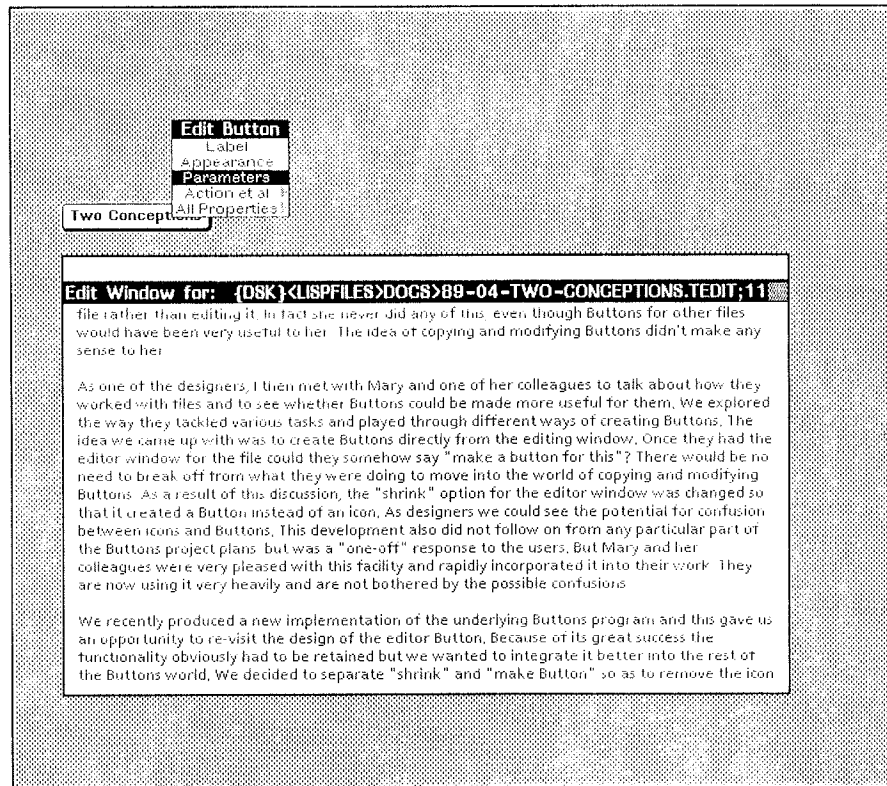 Edit Button
Label
Appearance
Parameters
Action et al
All Properties
Two Conceptions
Edit Window for: {DSK}<LISPFILES>DOCS>89-04-TWO-CONCEPTIONS.TEDIT;11
file rather than editing it. In fact she never did any of this, even though Buttons for other files
would have been very useful to her. The idea of copying and modifying Buttons didn't make any
sense to her
As one of the designers, I then met with Mary and one of her colleagues to talk about how they
worked with files and to see whether Buttons could be made more useful for them. We explored
the way they tackled various tasks and played through different ways of creating Buttons. The
idea we came up with was to create Buttons directly from the editing window. Once they had the
editor window for the file could they somehow say "make a button for this"? There would be no
need to break off from what they were doing to move into the world of copying and modifying
Buttons. As a result of this discussion, the "shrink" option for the editor window was changed so
that it created a Button instead of an icon. As designers we could see the potential for confusion
between icons and Buttons. This development also did not follow on from any particular part of
the Buttons project plans, but was a "one-off" response to the users. But Mary and her
colleagues were very pleased with this facility and rapidly incorporated it into their work. They
are now using it very heavily and are not bothered by the possible confusions
We recently produced a new implementation of the underlying Buttons program and this gave us
an opportunity to re-visit the design of the editor Button. Because of its great success the
functionality obviously had to be retained but we wanted to integrate it better into the rest of
the Buttons world. We decided to separate "shrink" and "make Button" so as to remove the icon